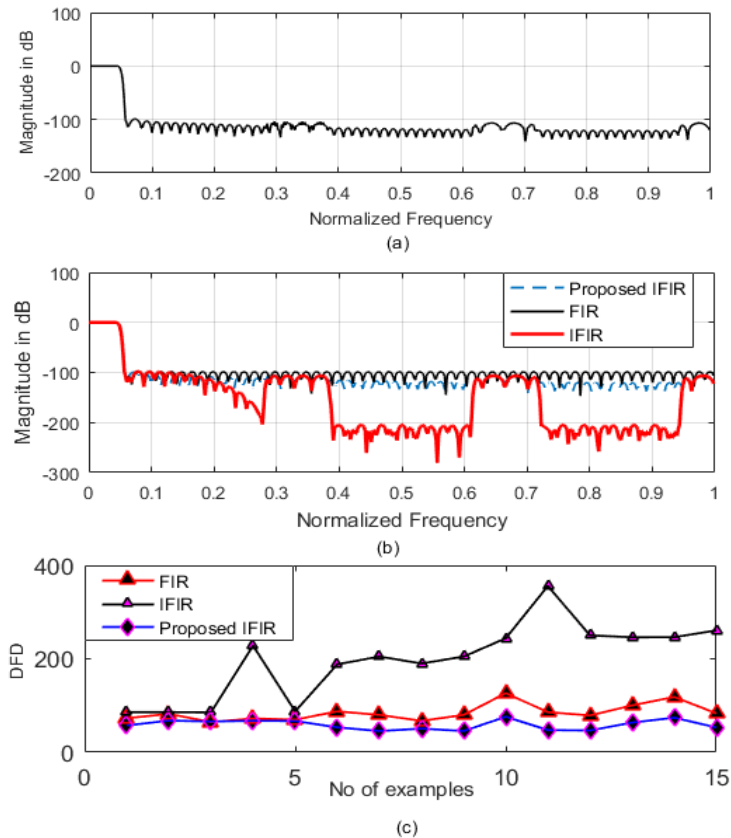 100
0
-100
-200
Magnitude in dB
0 0.1 0.2 0.3 0.4 0.5 0.6 0.7 0.8 0.9 1
Normalized Frequency
(a)
100
0
-100
-200
-300
Magnitude in dB
Proposed IFIR
FIR
IFIR
0 0.1 0.2 0.3 0.4 0.5 0.6 0.7 0.8 0.9 1
Normalized Frequency
(b)
400
200
0
DFD
FIR
IFIR
Proposed IFIR
0 5 10 15
No of examples
(c)